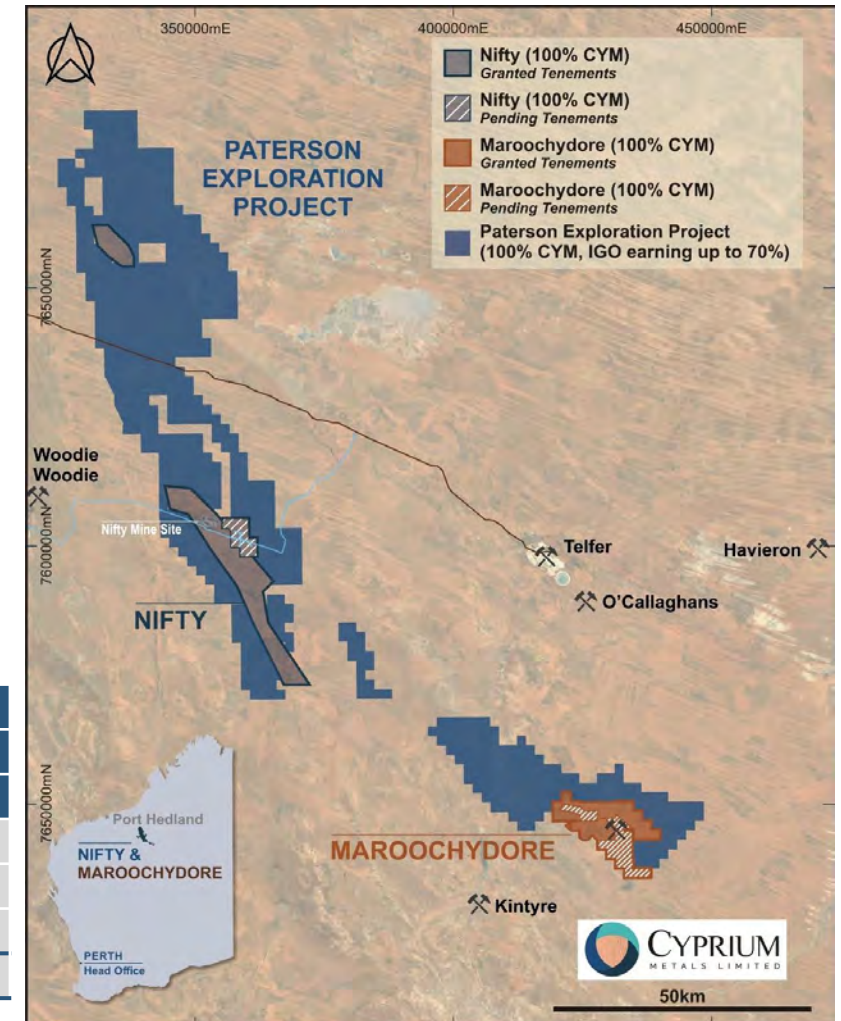 350000mE
400000mE
450000mE
Nifty (100% CYM)
Granted Tenements
Nifty (100% CYM)
Pending Tenements
Maroochydore (100% CYM)
Granted Tenements
Maroochydore (100% CYM)
Pending Tenements
Paterson Exploration Project
(100% CYM, IGO earning up to 70%)
PATERSON
EXPLORATION
PROJECT
7650000mN
Woodie
Woodie
Nifty Mine Site
7600000mN
Telfer
Havieron
O'Callaghans
NIFTY
7650000mN
MAROOCHYDORE
Kintyre
Port Hedland
NIFTY &
MAROOCHYDORE
PERTH
Head Office
CYPRIUM
METALS LIMITED
50km